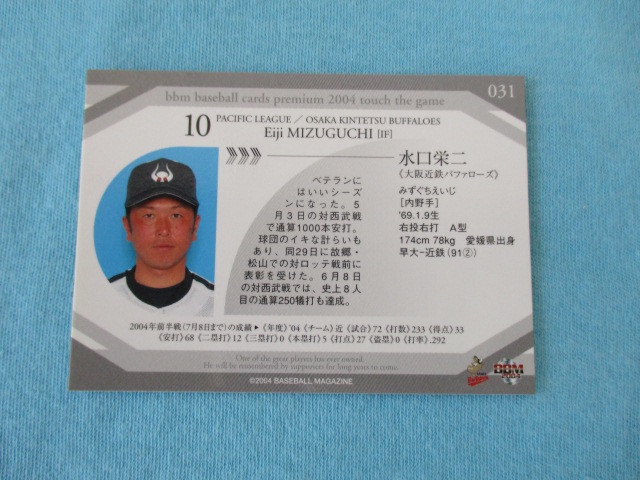 bbm baseball cards premium 2004 touch the game
031
10 PACIFIC LEAGUE / OSAKA KINTETSU BUFFALOES
Eiji MIZUGUCHI [IF]
水口栄二
《大阪近鉄バファローズ》
みずぐちえいじ
[内野手]
'69.1.9生
右投右打 A型
174cm 78kg 愛媛県出身
早大−近鉄(91②)
ベテランに
はいいシーズ
ンになった。5
月3日の対西武戦
で通算1000本安打。
球団のイキな計らいも
あり、同29日に故郷・
松山での対ロッテ戦前に
表彰を受けた。6月8日
の対西武戦では、史上8人
目の通算250犠打も達成。
2004年前半戦(7月8日まで)の成績▶〈年度〉'04〈チーム〉近〈試合〉72〈打数〉233〈得点〉33
〈安打〉68〈二塁打〉12〈三塁打〉0〈本塁打〉5〈打点〉27〈盗塁〉0〈打率〉.292
One of the great players has ever owned.
He will be remembered by supporters for long years to come.
©2004 BASEBALL MAGAZINE
BBM